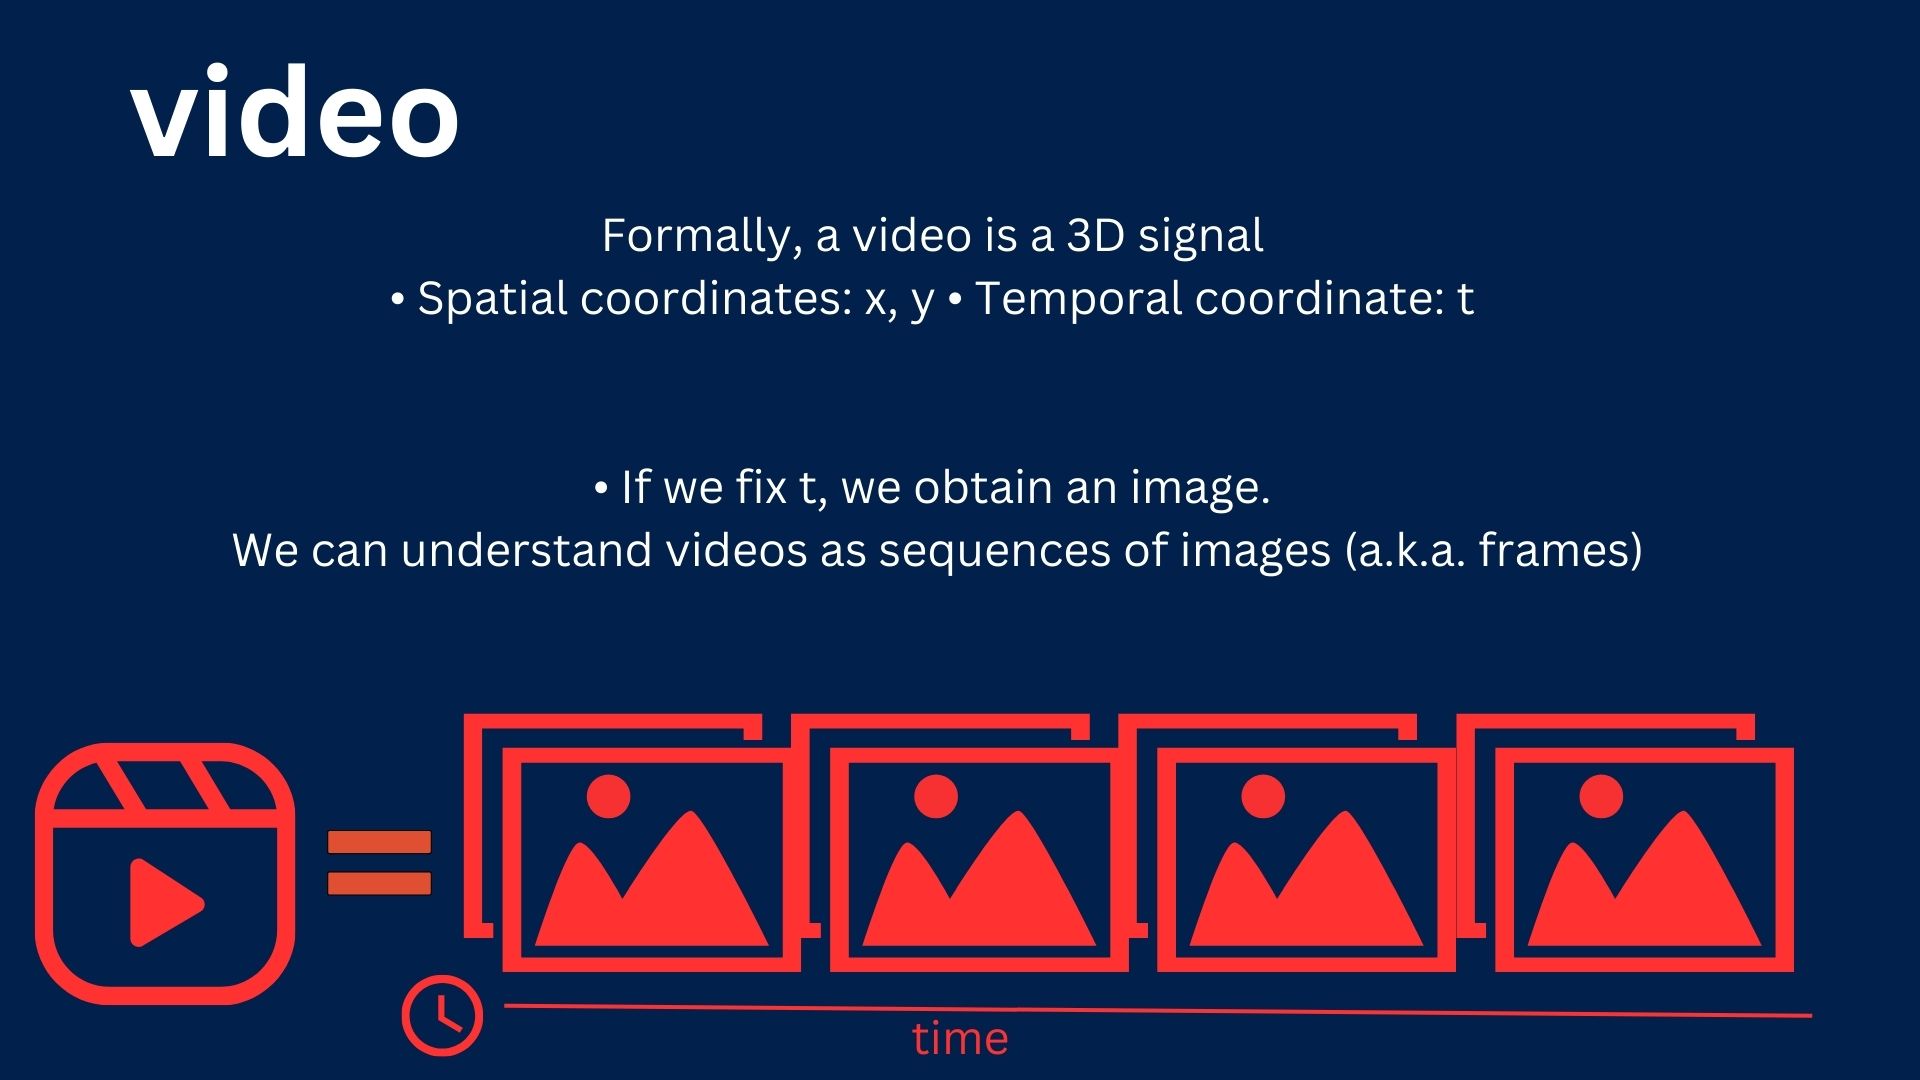 video
Formally, a video is a 3D signal
• Spatial coordinates: x, y • Temporal coordinate: t
• If we fix t, we obtain an image.
We can understand videos as sequences of images (a.k.a. frames)
time